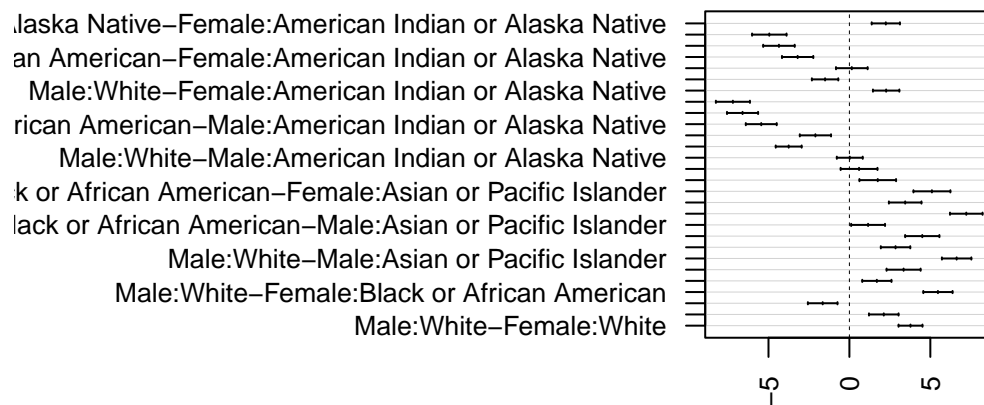 laska Native−Female:American Indian or Alaska Native
an American−Female:American Indian or Alaska Native
Male:White−Female:American Indian or Alaska Native
rican American−Male:American Indian or Alaska Native
Male:White−Male:American Indian or Alaska Native
k or African American−Female:Asian or Pacific Islander
lack or African American−Male:Asian or Pacific Islander
Male:White−Male:Asian or Pacific Islander
Male:White−Female:Black or African American
Male:White−Female:White
−5 0 5